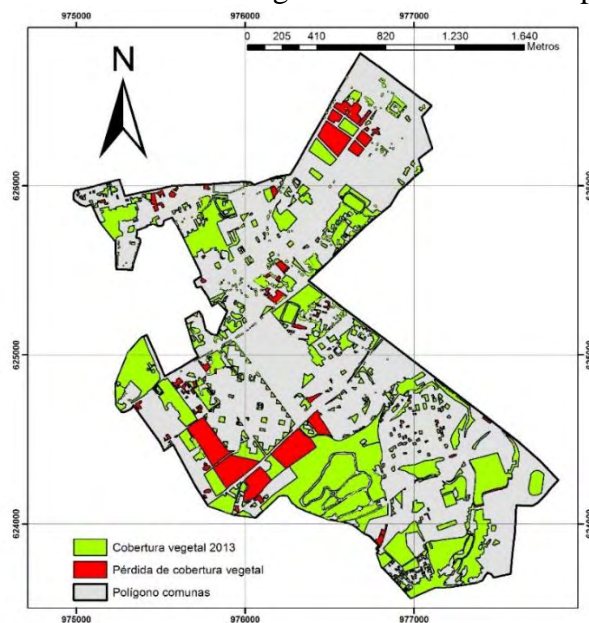 975000 976000 977000
0 205 410 820 1.230 1.640
Metros
N
626000
625000
624000
Cobertura vegetal 2013
Pérdida de cobertura vegetal
Polígono comunas
975000 976000 977000